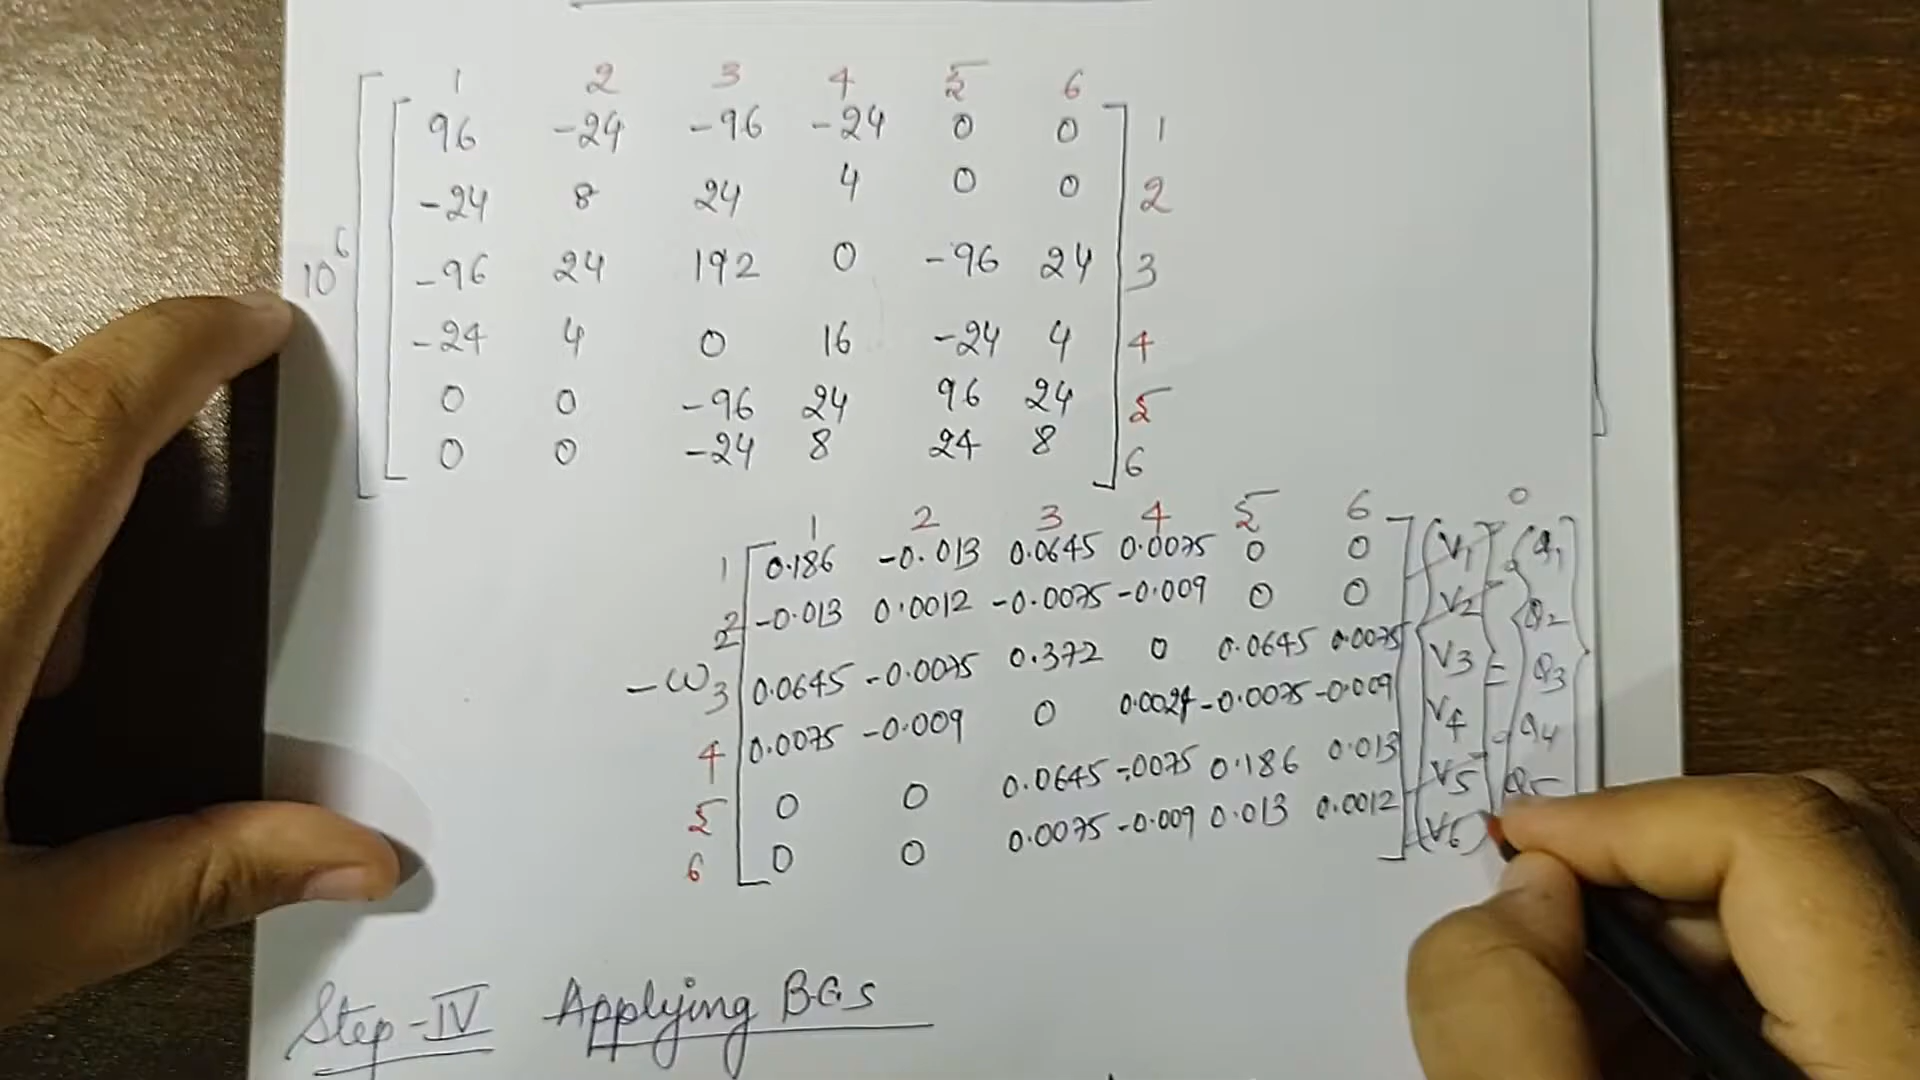 1 2 3 4 5 6
96 -24 -96 -24 0 0 1
-24 8 24 4 0 0 2
10^6 -96 24 192 0 -96 24 3
-24 4 0 16 -24 4 4
0 0 -96 24 96 24 5
0 0 -24 8 24 8 6
1 2 3 4 5 6 0
1 0.186 -0.013 0.0645 0.0075 0 0 V1 Q1
2 -0.013 0.0012 -0.0075 -0.009 0 0 V2 Q2
-ω 3 0.0645 -0.0075 0.372 0 0.0645 0.0075 V3 = Q3
4 0.0075 -0.009 0 0.0024 -0.0075 -0.009 V4 Q4
5 0 0 0.0645 -.0075 0.186 0.013 V5 Q5
6 0 0 0.0075 -0.009 0.013 0.0012 V6
Step-IV Applying B.C.s